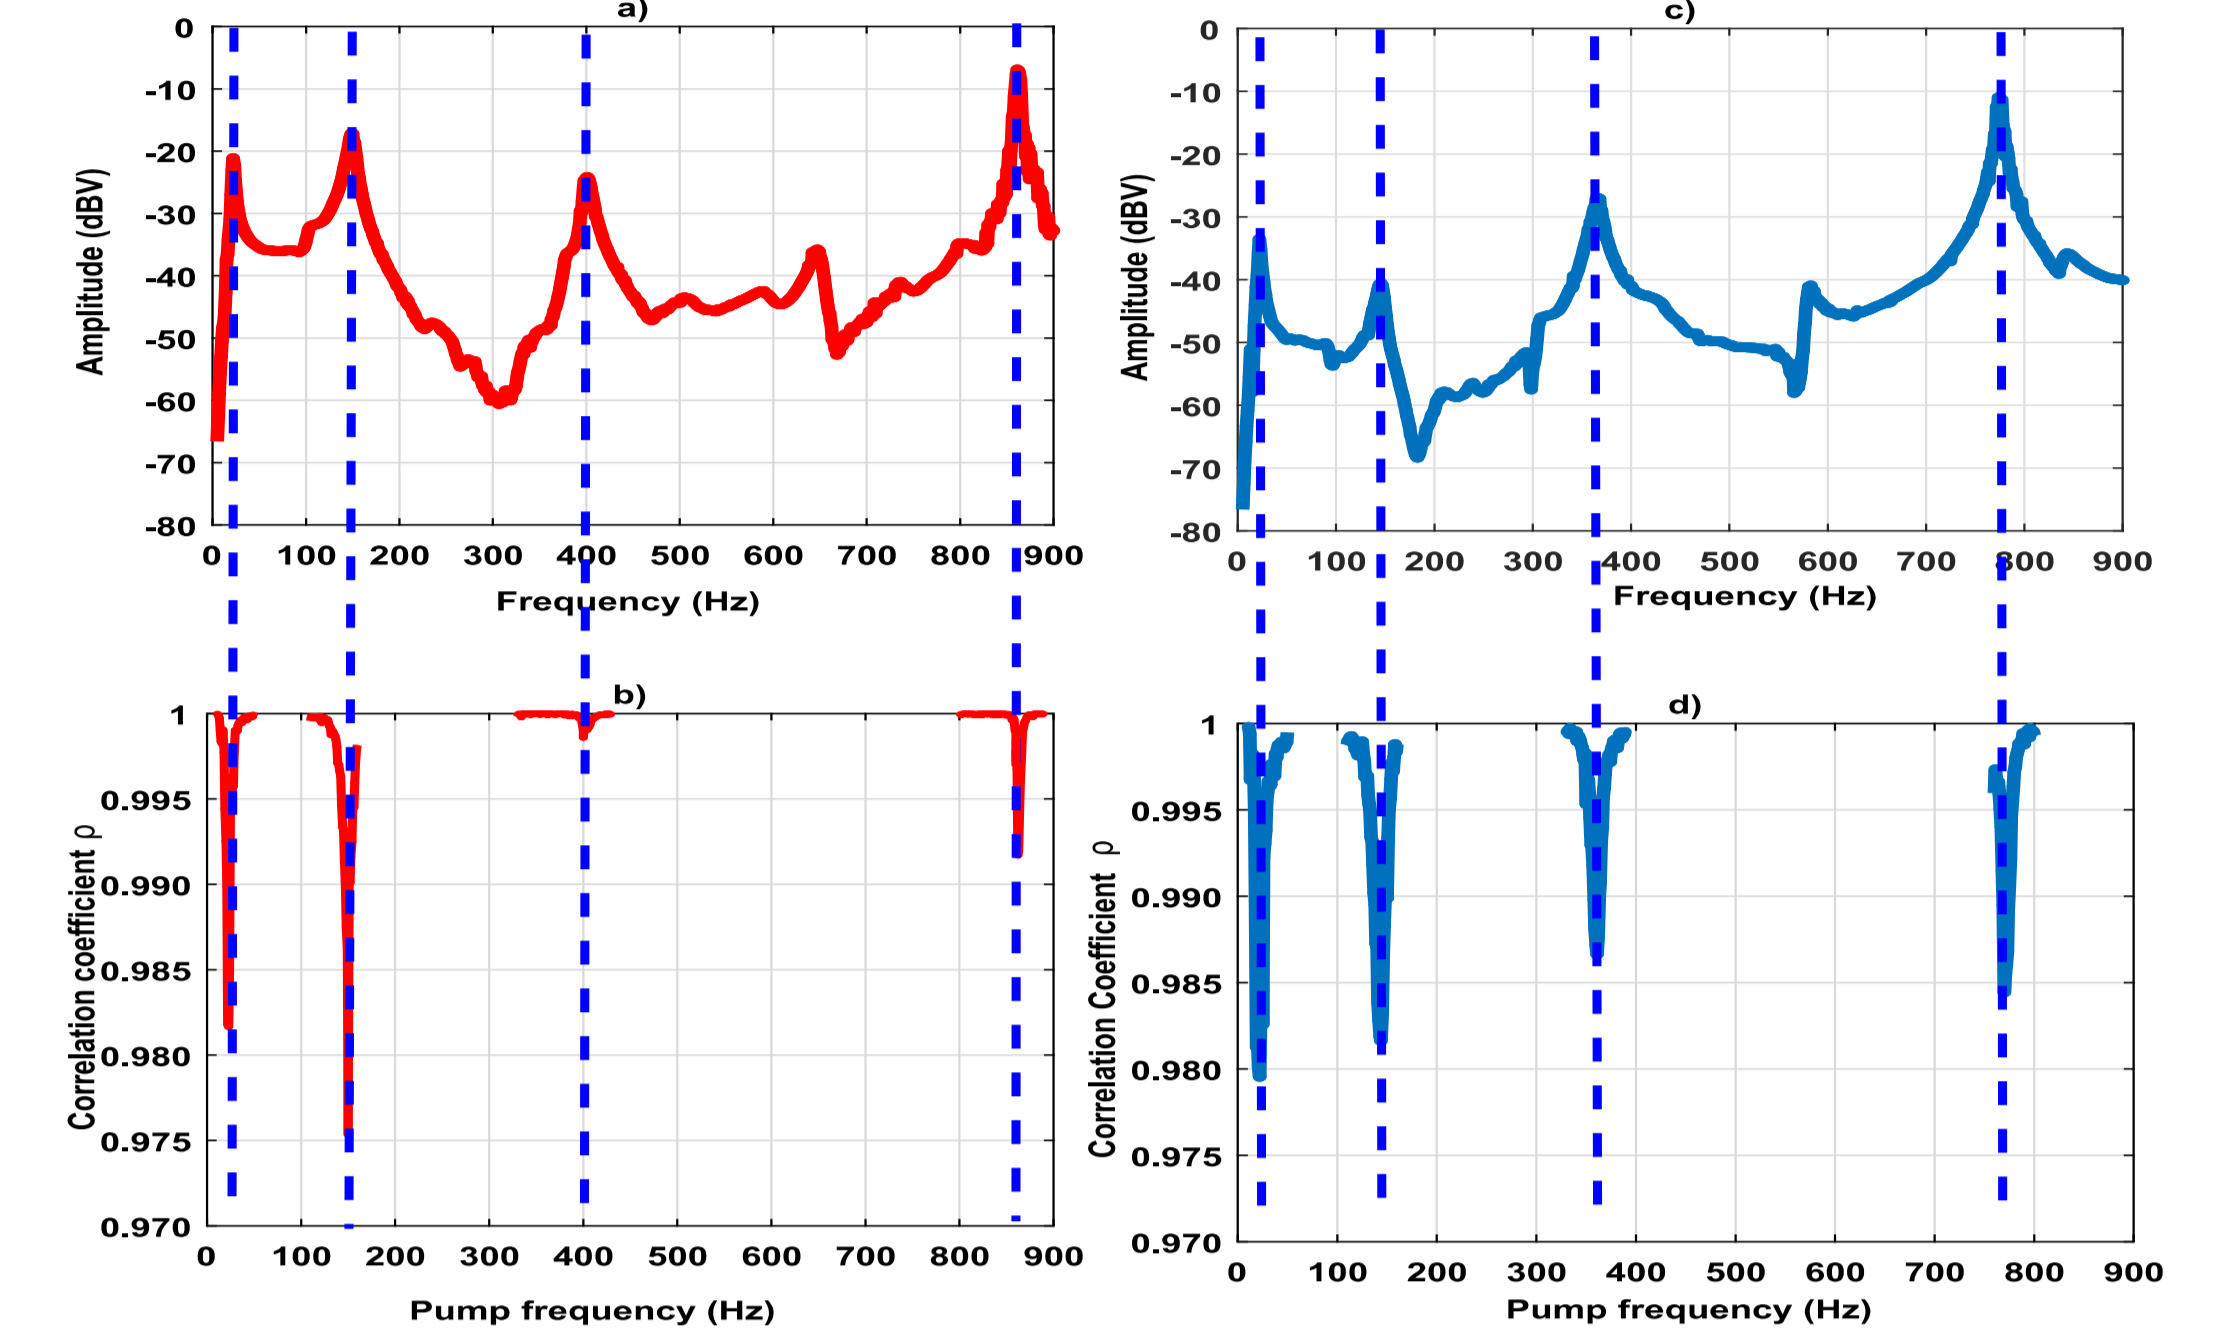 a)
0
-10
-20
-30
-40
-50
-60
-70
-80
Amplitude (dBV)
0 100 200 300 400 500 600 700 800 900
Frequency (Hz)
c)
0
-10
-20
-30
-40
-50
-60
-70
-80
Amplitude (dBV)
0 100 200 300 400 500 600 700 800 900
Frequency (Hz)
b)
1
0.995
0.990
0.985
0.980
0.975
0.970
Correlation coefficient ρ
0 100 200 300 400 500 600 700 800 900
Pump frequency (Hz)
d)
1
0.995
0.990
0.985
0.980
0.975
0.970
Correlation Coefficient ρ
0 100 200 300 400 500 600 700 800 900
Pump frequency (Hz)